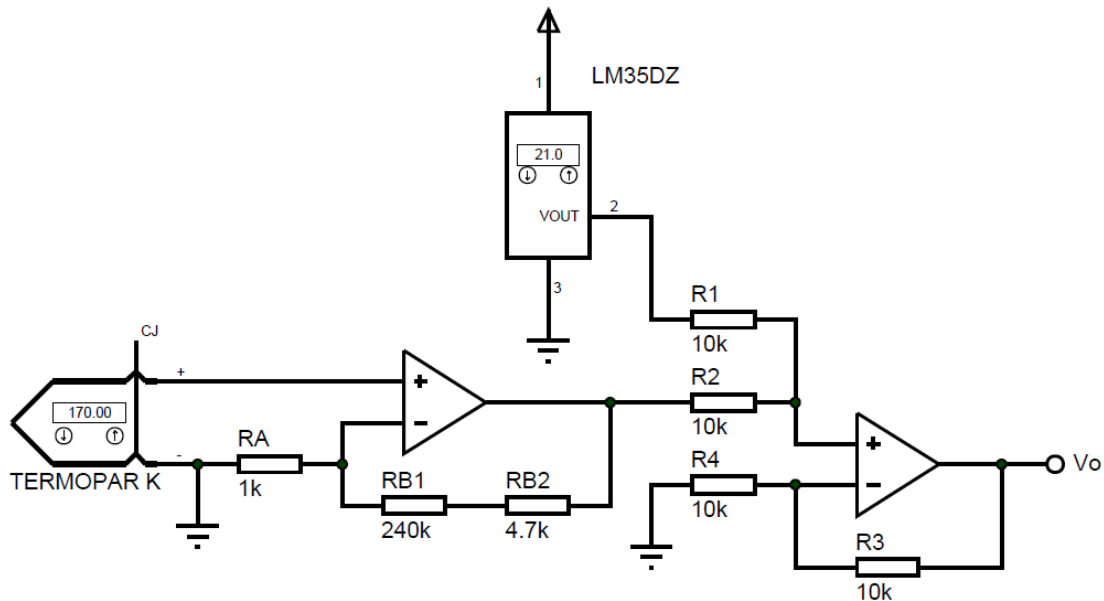 LM35DZ
1
21.0
VOUT
2
3
CJ
+
170.00
-
TERMOPAR K
RA
1k
+
-
RB1
240k
RB2
4.7k
R1
10k
R2
10k
R4
10k
+
-
R3
10k
Vo